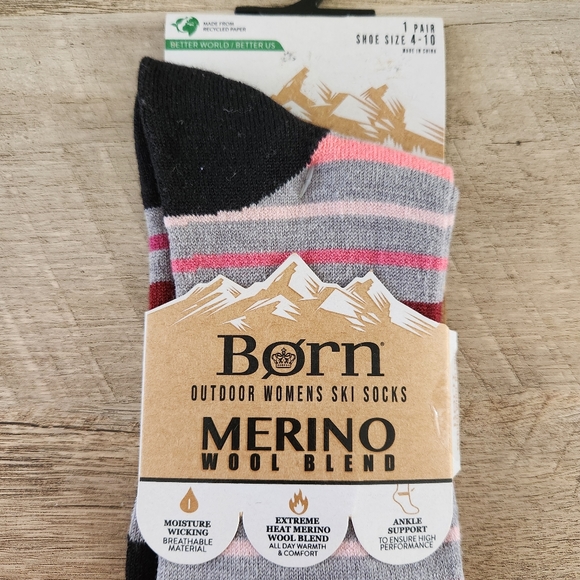 MADE FROM
RECYCLED PAPER
BETTER WORLD / BETTER US
1 PAIR
SHOE SIZE 4-10
MADE IN CHINA
Børn®
OUTDOOR WOMENS SKI SOCKS
MERINO
WOOL BLEND
MOISTURE
WICKING
BREATHABLE
MATERIAL
EXTREME
HEAT MERINO
WOOL BLEND
ALL DAY WARMTH
& COMFORT
ANKLE
SUPPORT
TO ENSURE HIGH
PERFORMANCE